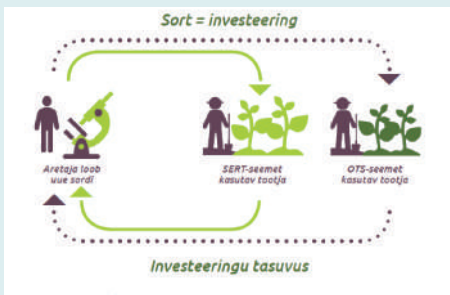 Sort = investeering
Aretaja loob
uue sordi
SERT-seemet
kasutav tootja
OTS-seemet
kasutav tootja
Investeeringu tasuvus